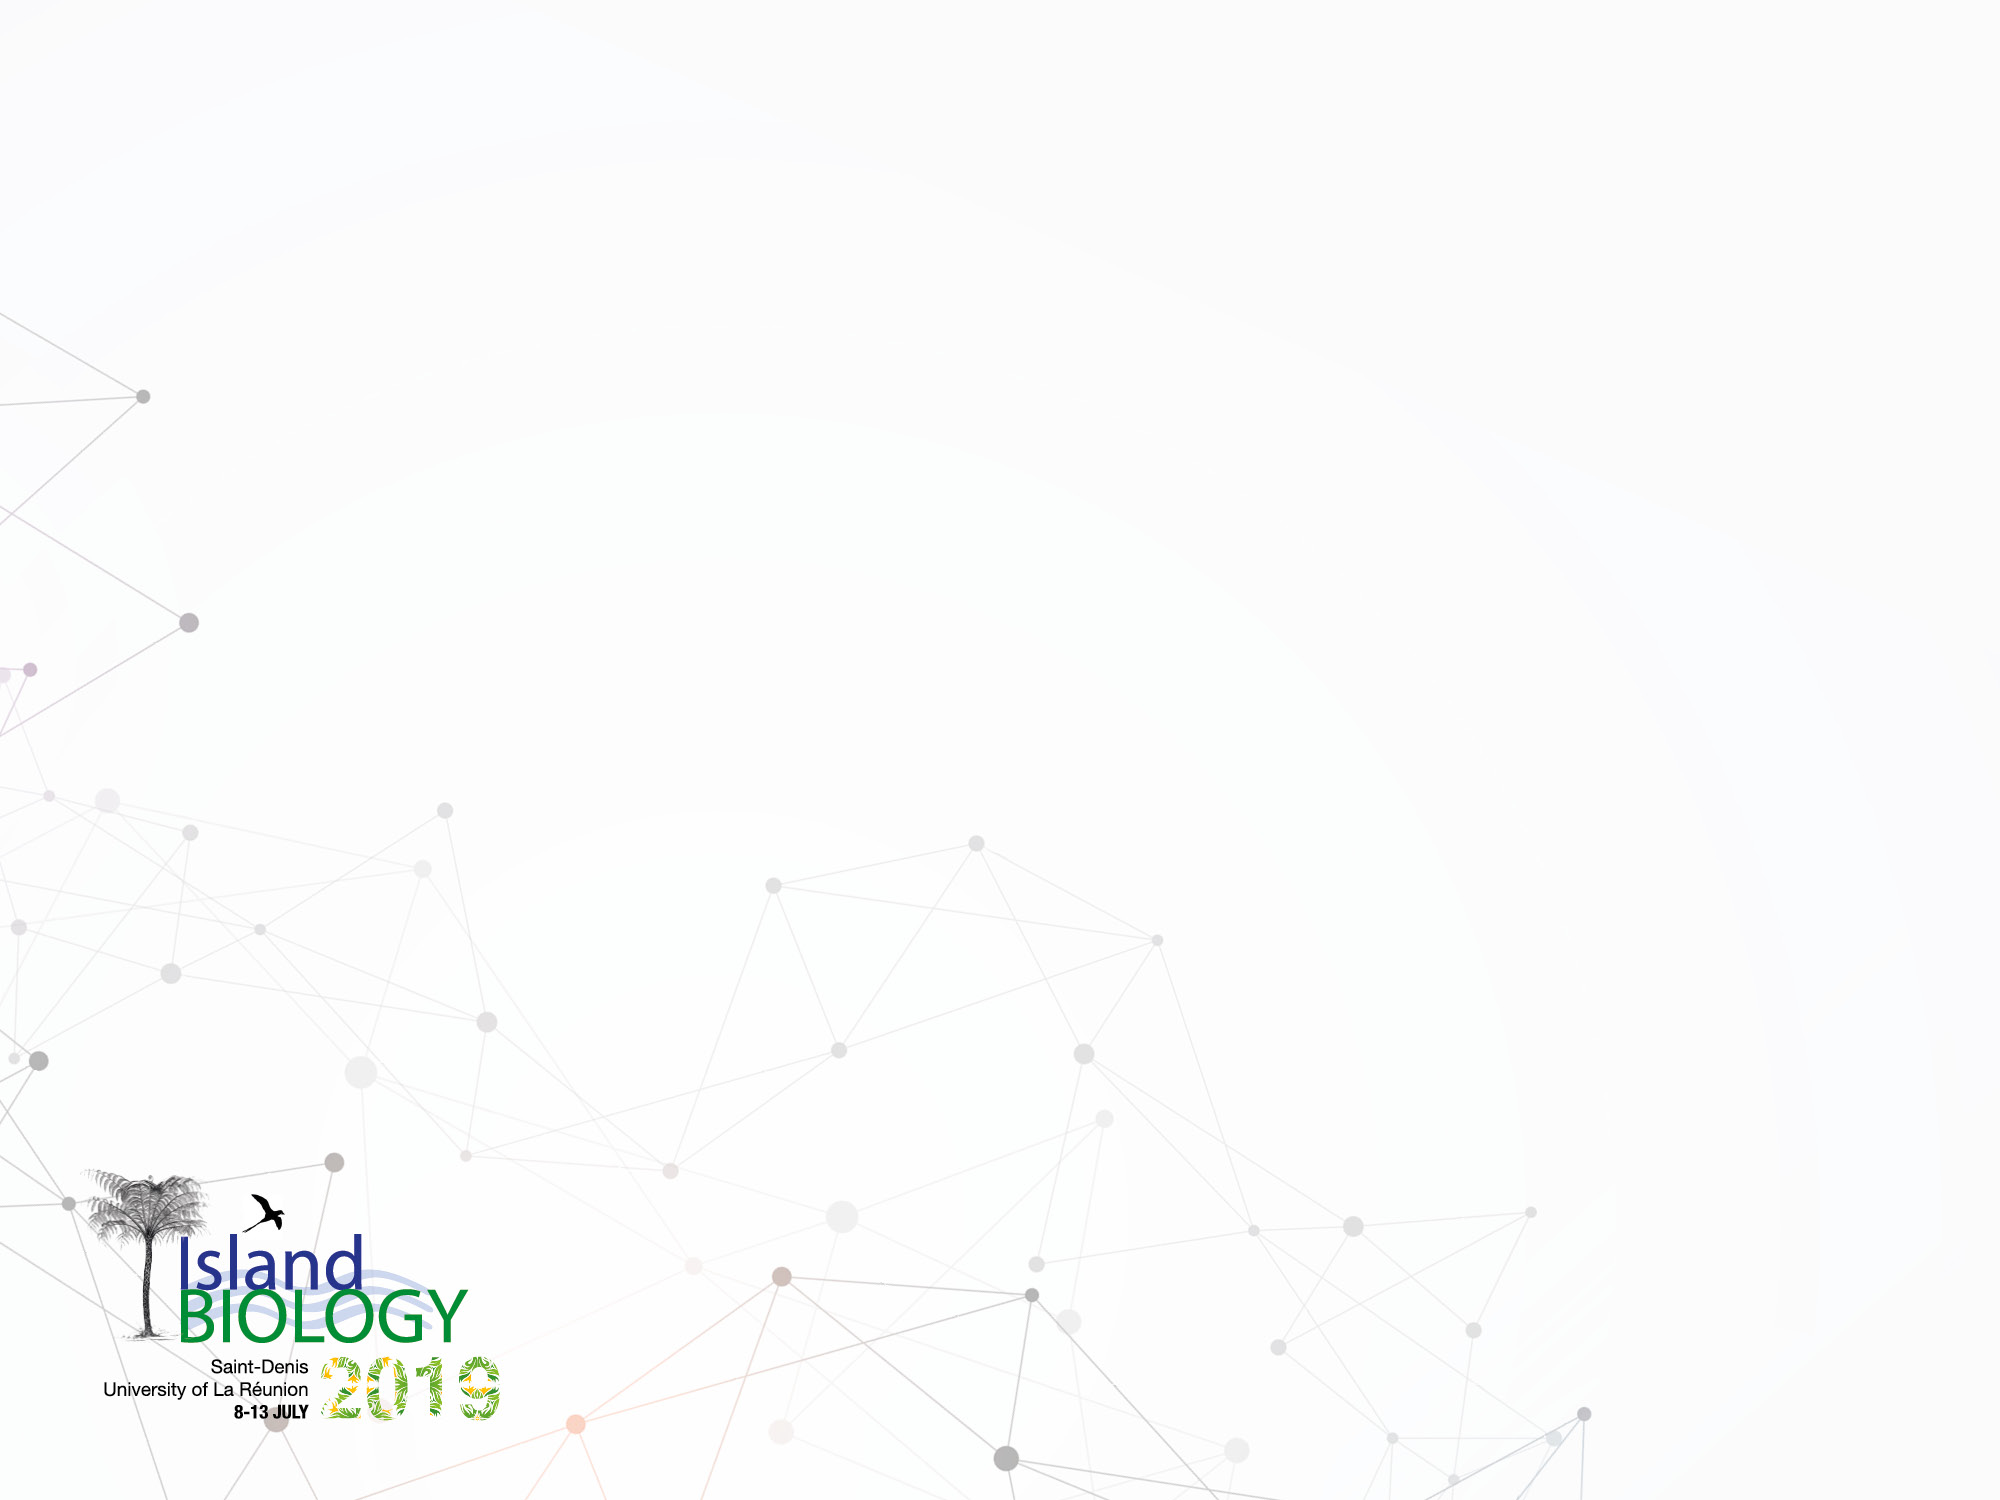 Island
BIOLOGY
Saint-Denis
University of La Réunion
8-13 JULY
2019